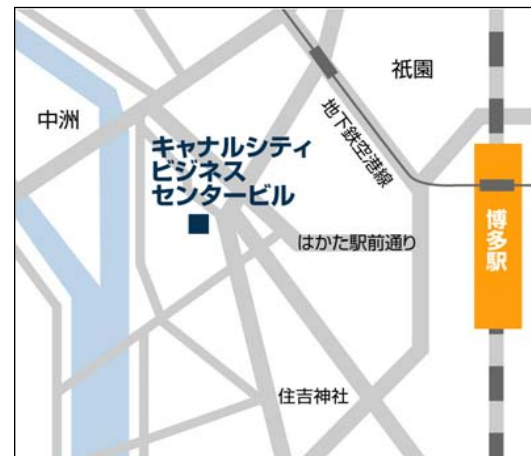 祇園
中洲
地下鉄空港線
キャナルシティ
ビジネス
センタービル
博多駅
はかた駅前通り
住吉神社